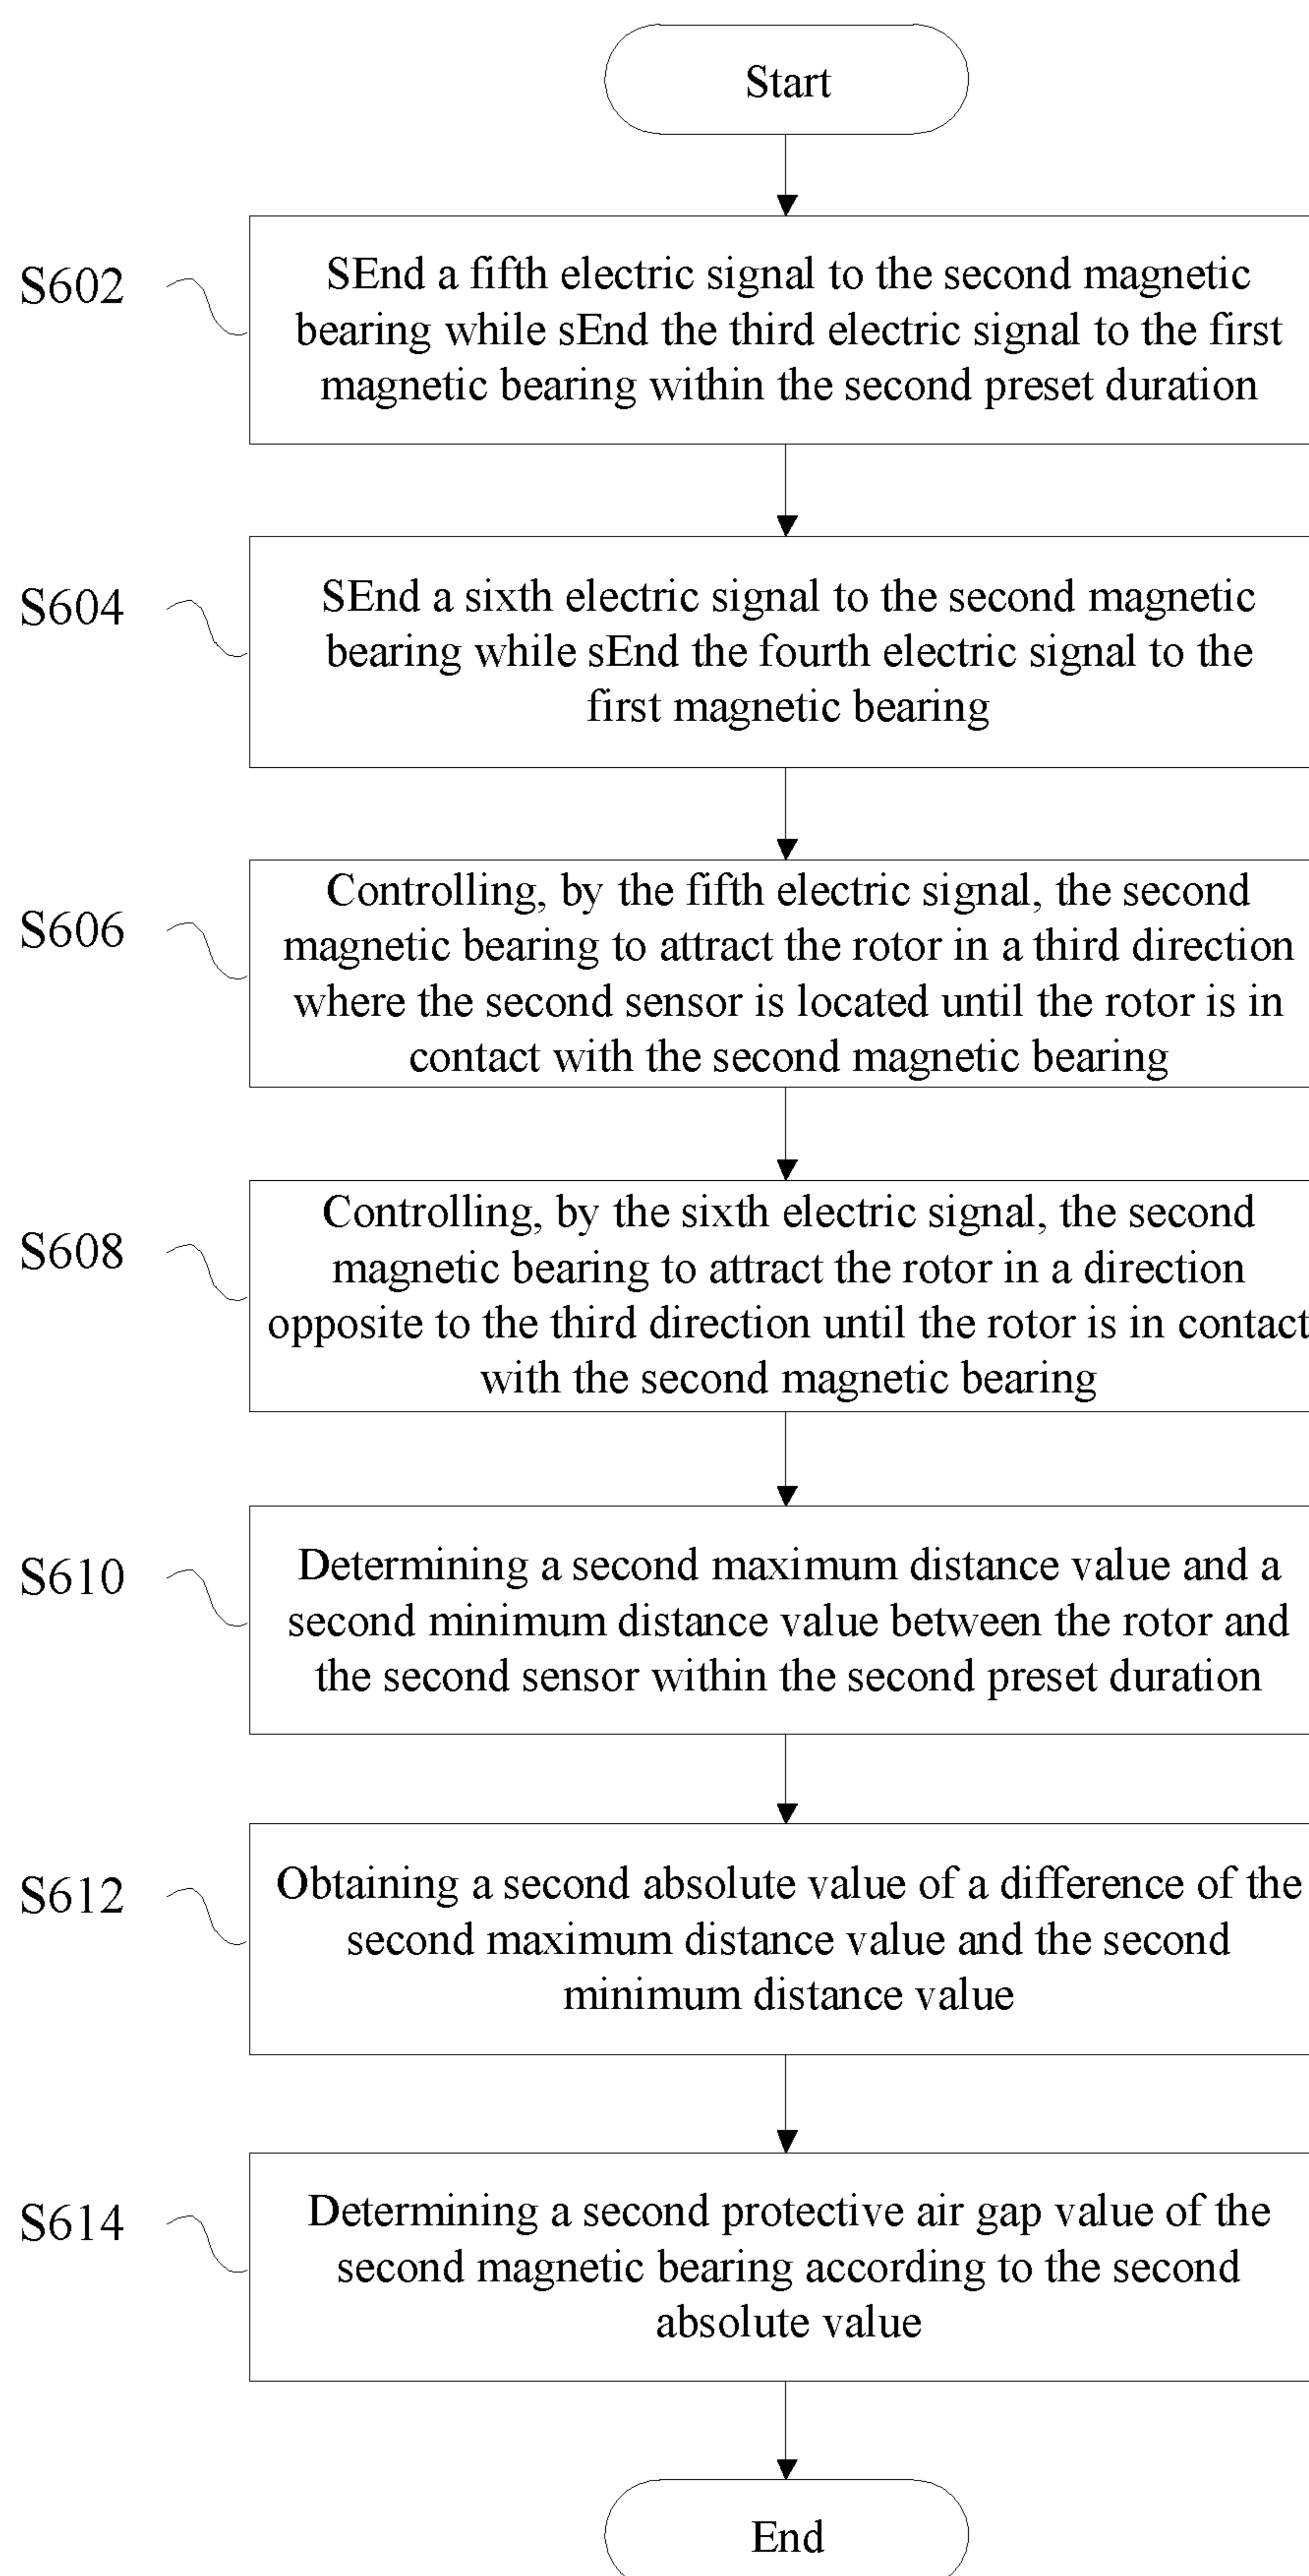 Start
S602
SEnd a fifth electric signal to the second magnetic
bearing while sEnd the third electric signal to the first
magnetic bearing within the second preset duration
S604
SEnd a sixth electric signal to the second magnetic
bearing while sEnd the fourth electric signal to the
first magnetic bearing
S606
Controlling, by the fifth electric signal, the second
magnetic bearing to attract the rotor in a third direction
where the second sensor is located until the rotor is in
contact with the second magnetic bearing
S608
Controlling, by the sixth electric signal, the second
magnetic bearing to attract the rotor in a direction
opposite to the third direction until the rotor is in contact
with the second magnetic bearing
S610
Determining a second maximum distance value and a
second minimum distance value between the rotor and
the second sensor within the second preset duration
S612
Obtaining a second absolute value of a difference of the
second maximum distance value and the second
minimum distance value
S614
Determining a second protective air gap value of the
second magnetic bearing according to the second
absolute value
End